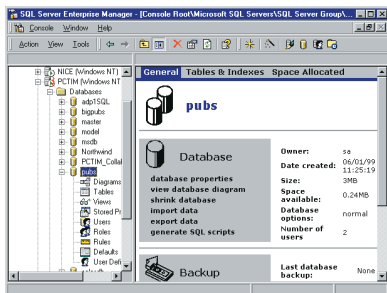 SQL Server Enterprise Manager - [Console Root\Microsoft SQL Servers\SQL Server Group\...
Console Window Help
Action View Tools
NICE (Windows NT)
PCTIM (Windows NT
Databases
adp1SQL
bigpubs
master
model
msdb
Northwind
PCTIM_Collal
pubs
Diagrams
Tables
Views
Stored Pr
Users
Roles
Rules
Defaults
User Defi
General Tables & Indexes Space Allocated
pubs
Database
database properties
view database diagram
shrink database
import data
export data
generate SQL scripts
Owner: sa
Date created: 06/01/99 11:25:19
Size: 3MB
Space available: 0.24MB
Database options: normal
Number of users 2
Backup
Last database backup: None